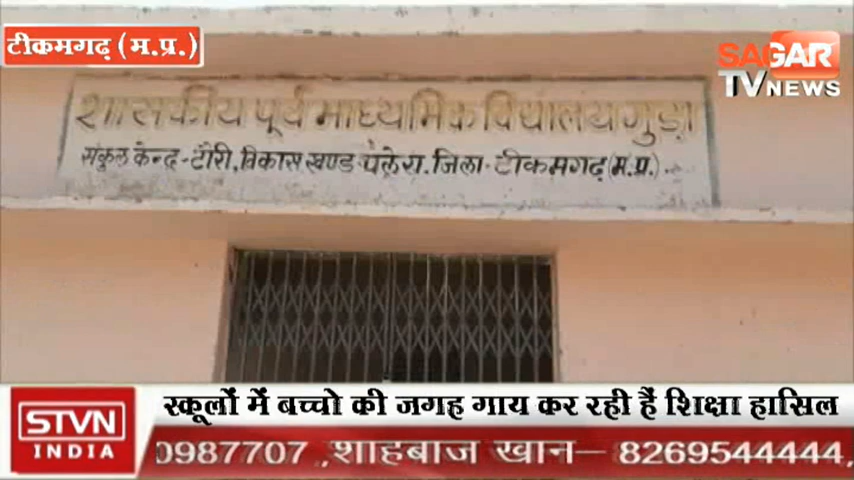 टीकमगढ़ (म.प्र.)
SAGAR
TV NEWS
शासकीय पूर्व माध्यमिक विद्यालय गुड़ा
संकुल केन्द्र-टौरी, विकास खण्ड पलेरा. जिला-टीकमगढ़ (म.प्र.)
स्कूलों में बच्चो की जगह गाय कर रही हैं शिक्षा हासिल
STVN
INDIA
0987707 ,शाहबाज खान– 8269544444,